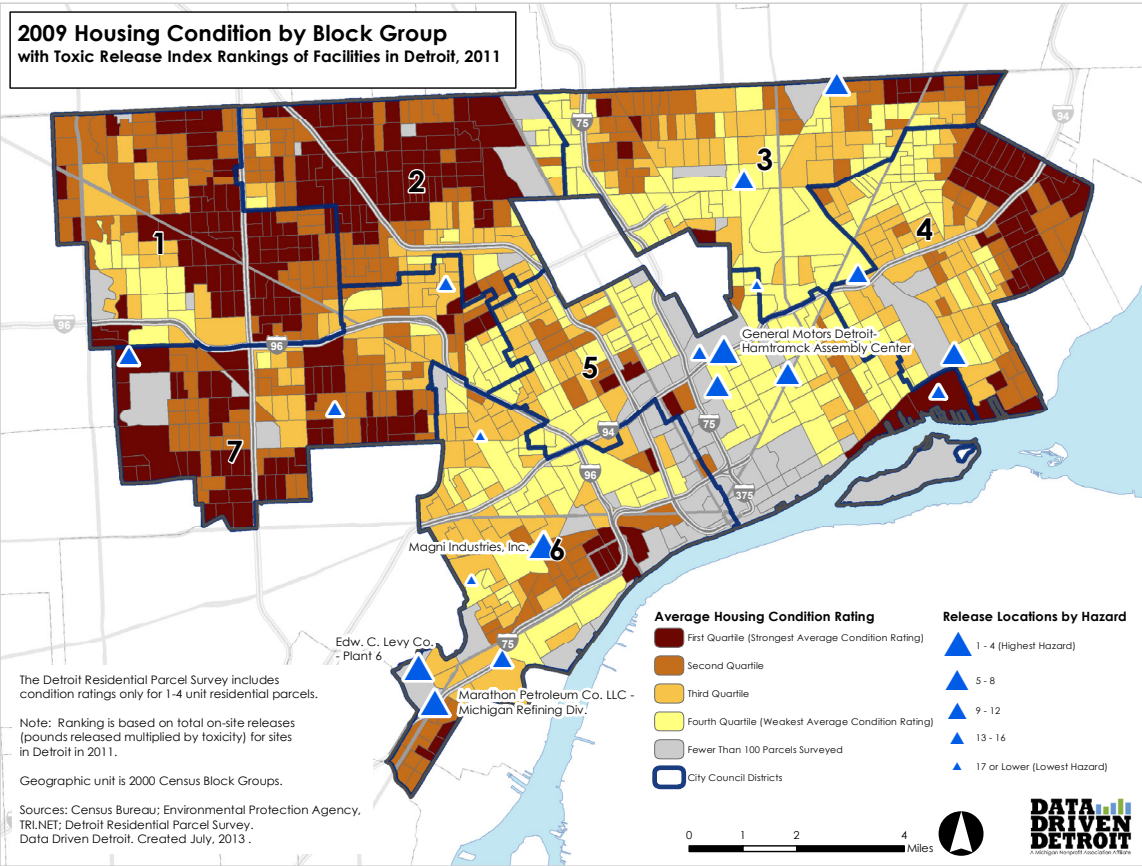 2009 Housing Condition by Block Group
with Toxic Release Index Rankings of Facilities in Detroit, 2011
75
94
3
2
4
1
96
96
General Motors Detroit-
Hamtramck Assembly Center
5
75
94
7
96
375
Magni Industries, Inc.
6
75
Edw. C. Levy Co.
- Plant 6
Marathon Petroleum Co. LLC -
Michigan Refining Div.
The Detroit Residential Parcel Survey includes
condition ratings only for 1-4 unit residential parcels.
Note: Ranking is based on total on-site releases
(pounds released multiplied by toxicity) for sites
in Detroit in 2011.
Geographic unit is 2000 Census Block Groups.
Sources: Census Bureau; Environmental Protection Agency,
TRI.NET; Detroit Residential Parcel Survey.
Data Driven Detroit. Created July, 2013 .
Average Housing Condition Rating
First Quartile (Strongest Average Condition Rating)
Second Quartile
Third Quartile
Fourth Quartile (Weakest Average Condition Rating)
Fewer Than 100 Parcels Surveyed
City Council Districts
Release Locations by Hazard
1 - 4 (Highest Hazard)
5 - 8
9 - 12
13 - 16
17 or Lower (Lowest Hazard)
0 1 2 4
Miles
DATA
DRIVEN
DETROIT
A Michigan Nonprofit Association Affiliate